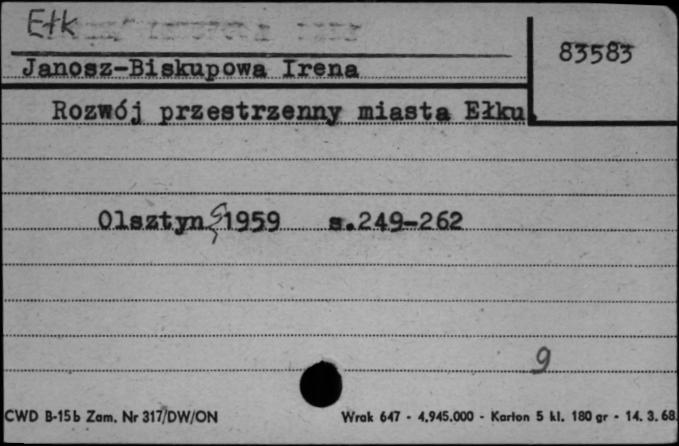 Ełk
83583
Janosz-Biskupowa Irena
Rozwój przestrzenny miasta Ełku.
Olsztyn 1959 s.249-262
9
CWD B-15b Zam. Nr 317/DW/ON Wrak 647 - 4.945.000 - Karton 5 kl. 180 gr - 14. 3. 68.